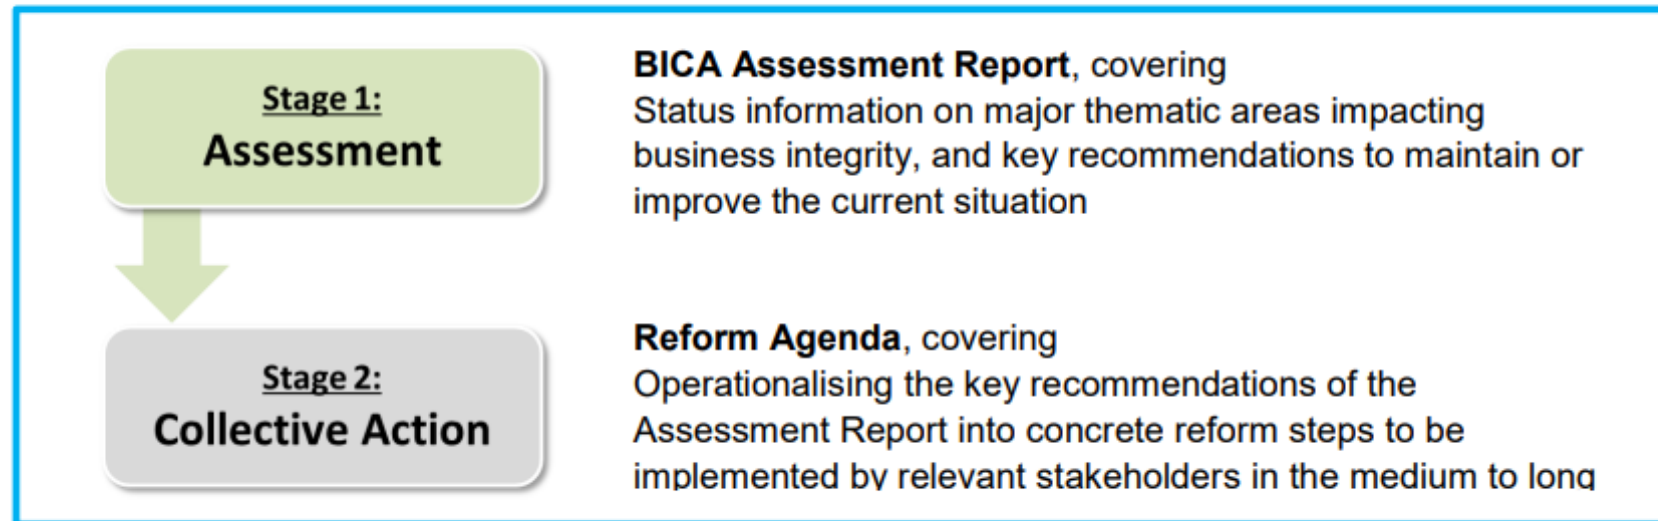 Stage 1:
Assessment
BICA Assessment Report, covering
Status information on major thematic areas impacting
business integrity, and key recommendations to maintain or
improve the current situation
Stage 2:
Collective Action
Reform Agenda, covering
Operationalising the key recommendations of the
Assessment Report into concrete reform steps to be
implemented by relevant stakeholders in the medium to long